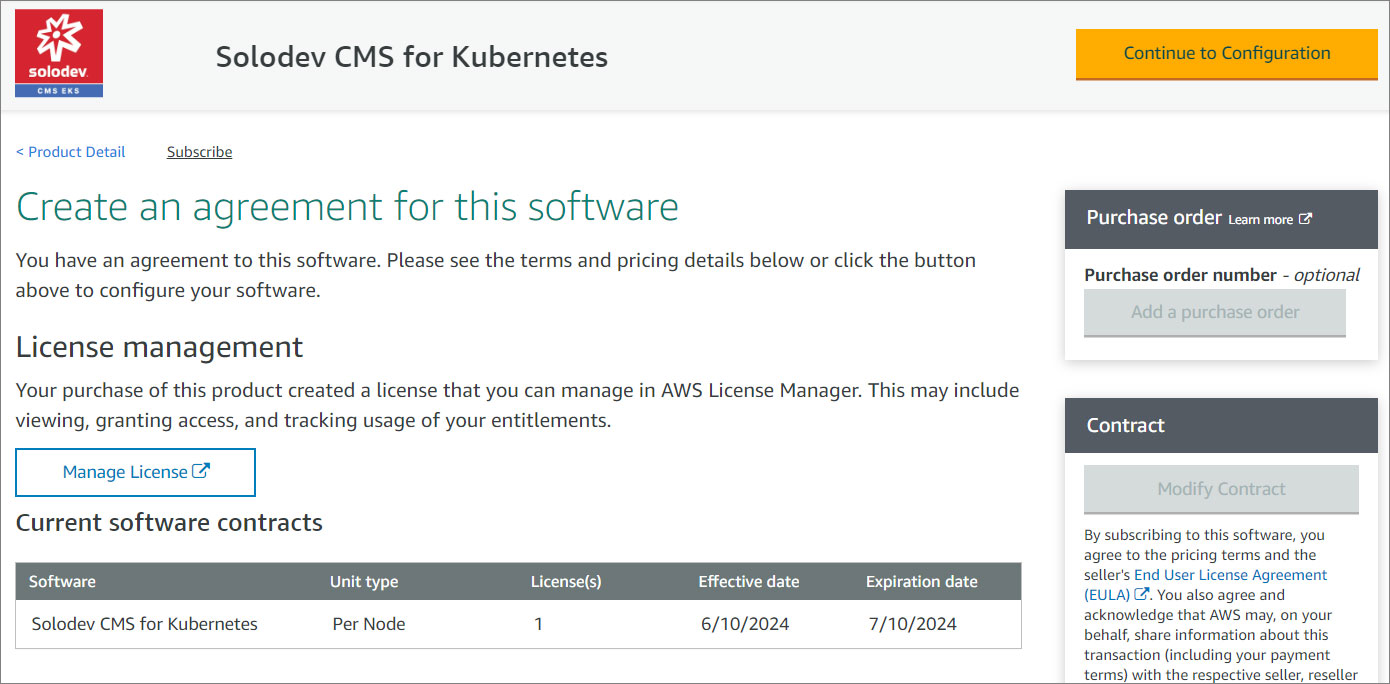 solodev
CMS EKS
Solodev CMS for Kubernetes
Continue to Configuration
< Product Detail
Subscribe
Create an agreement for this software
You have an agreement to this software. Please see the terms and pricing details below or click the button
above to configure your software.
License management
Your purchase of this product created a license that you can manage in AWS License Manager. This may include
viewing, granting access, and tracking usage of your entitlements.
Manage License
Current software contracts
Software Unit type License(s) Effective date Expiration date
Solodev CMS for Kubernetes Per Node 1 6/10/2024 7/10/2024
Purchase order Learn more
Purchase order number - optional
Add a purchase order
Contract
Modify Contract
By subscribing to this software, you
agree to the pricing terms and the
seller's End User License Agreement
(EULA). You also agree and
acknowledge that AWS may, on your
behalf, share information about this
transaction (including your payment
terms) with the respective seller, reseller